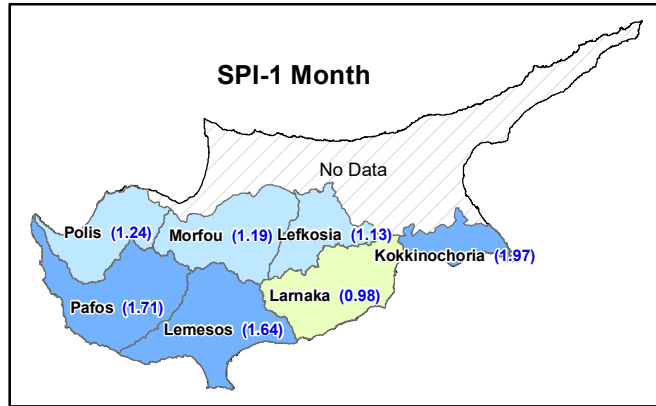 SPI-1 Month
No Data
Polis (1.24)
Morfou (1.19)
Lefkosia (1.13)
Kokkinochoria (1.97)
Pafos (1.71)
Larnaka (0.98)
Lemesos (1.64)